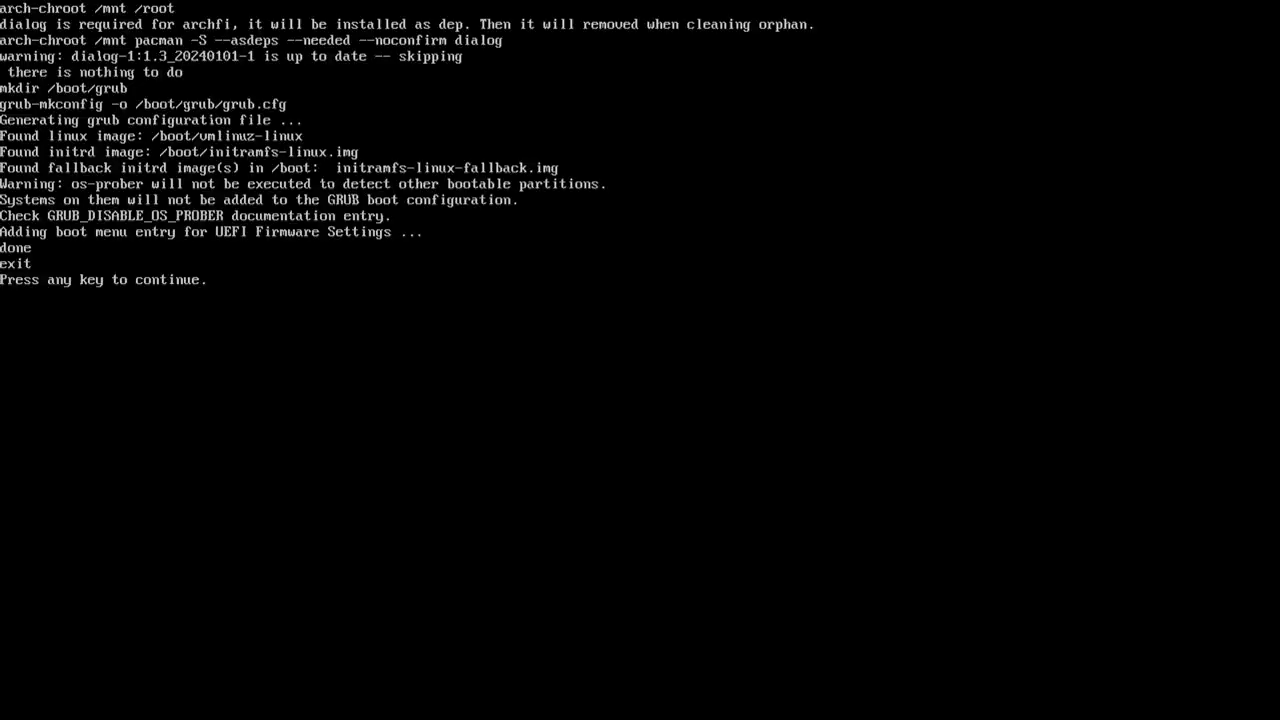 arch-chroot /mnt /root
dialog is required for archfi, it will be installed as dep. Then it will removed when cleaning orphan.
arch-chroot /mnt pacman -S --asdeps --needed --noconfirm dialog
warning: dialog-1:1.3_20240101-1 is up to date -- skipping
 there is nothing to do
mkdir /boot/grub
grub-mkconfig -o /boot/grub/grub.cfg
Generating grub configuration file ...
Found linux image: /boot/vmlinuz-linux
Found initrd image: /boot/initramfs-linux.img
Found fallback initrd image(s) in /boot:  initramfs-linux-fallback.img
Warning: os-prober will not be executed to detect other bootable partitions.
Systems on them will not be added to the GRUB boot configuration.
Check GRUB_DISABLE_OS_PROBER documentation entry.
Adding boot menu entry for UEFI Firmware Settings ...
done
exit
Press any key to continue.